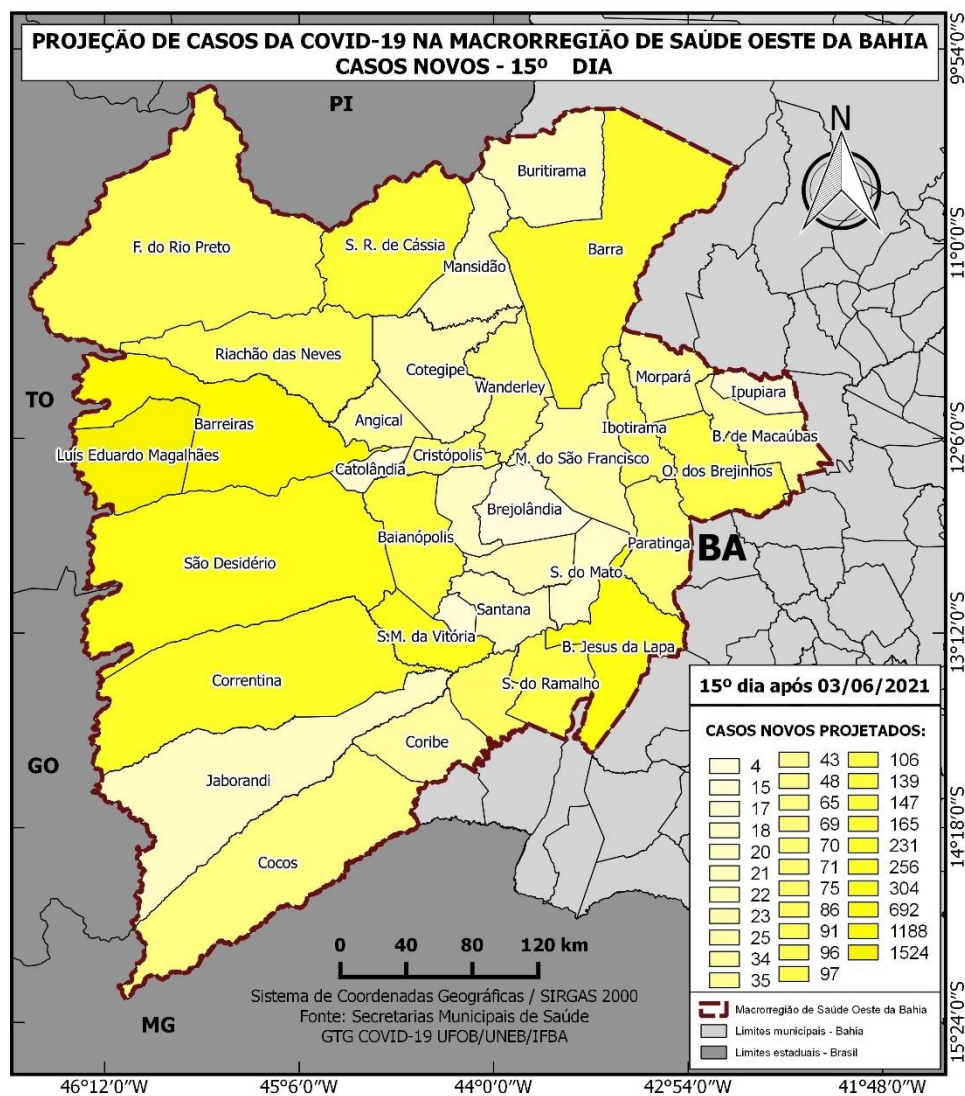 PROJEÇÃO DE CASOS DA COVID-19 NA MACRORREGIÃO DE SAÚDE OESTE DA BAHIA
CASOS NOVOS - 15º DIA
PI
N
9°54'0"S
Buritirama
F. do Rio Preto
S. R. de Cássia
Barra
Mansidão
11°0'0"S
Riachão das Neves
Cotegipe
Wanderley
Morpará
Ipupiara
TO
Barreiras
Angical
Ibotirama
B. de Macaúbas
12°6'0"S
Luís Eduardo Magalhães
Catolândia
Cristópolis
M. do São Francisco
O. dos Brejinhos
Brejolândia
Baianópolis
Paratinga
BA
São Desidério
S. do Mato
Santana
S.M. da Vitória
B. Jesus da Lapa
13°12'0"S
Correntina
S. do Ramalho
GO
Jaborandi
Coribe
Cocos
14°18'0"S
MG
15°24'0"S
15º dia após 03/06/2021
CASOS NOVOS PROJETADOS:
4
15
17
18
20
21
22
23
25
34
35
43
48
65
69
70
71
75
86
91
96
97
106
139
147
165
231
256
304
692
1188
1524
Macrorregião de Saúde Oeste da Bahia
Limites municipais - Bahia
Limites estaduais - Brasil
0 40 80 120 km
Sistema de Coordenadas Geográficas / SIRGAS 2000
Fonte: Secretarias Municipais de Saúde
GTG COVID-19 UFOB/UNEB/IFBA
46°12'0"W 45°6'0"W 44°0'0"W 42°54'0"W 41°48'0"W